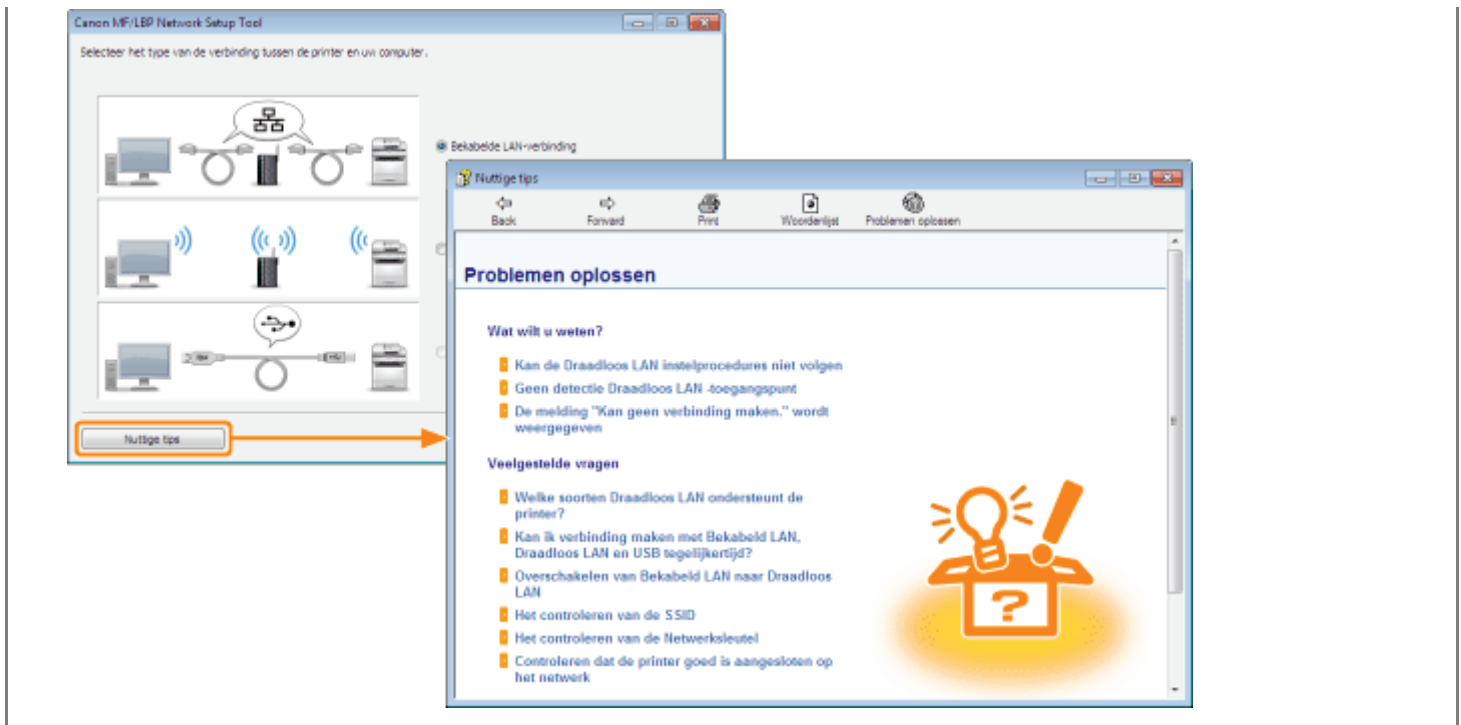 Canon MF/LBP Network Setup Tool
Selecteer het type van de verbinding tussen de printer en uw computer.
Bekabelde LAN-verbinding
Nuttige tips
Nuttige tips
Back
Forward
Print
Woordenlijst
Problemen oplossen
Problemen oplossen
Wat wilt u weten?
Kan de Draadloos LAN instelprocedures niet volgen
Geen detectie Draadloos LAN -toegangspunt
De melding "Kan geen verbinding maken." wordt
weergegeven
Veelgestelde vragen
Welke soorten Draadloos LAN ondersteunt de
printer?
Kan ik verbinding maken met Bekabeld LAN,
Draadloos LAN en USB tegelijkertijd?
Overschakelen van Bekabeld LAN naar Draadloos
LAN
Het controleren van de SSID
Het controleren van de Netwerksleutel
Controleren dat de printer goed is aangesloten op
het netwerk
?